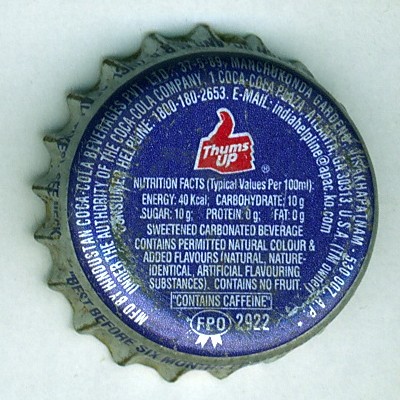 MFD BY HINDUSTAN COCA-COLA BEVERAGES PVT. LTD., 37-5-89, MANCHUKONDA GARDENS, VISAKHAPATNAM 530 007, A.P.
UNDER THE AUTHORITY OF THE COCA-COLA COMPANY, 1 COCA-COLA PLAZA, ATLANTA, GA 30313, U.S.A. (TM owner)
CONSUMER HELPLINE: 1800-180-2653. E-MAIL: indiahelpline@apac.ko.com
Thums
UP
®
NUTRITION FACTS (Typical Values Per 100ml):
ENERGY: 40 Kcal; CARBOHYDRATE: 10 g
SUGAR: 10 g; PROTEIN: 0 g; FAT: 0 g
SWEETENED CARBONATED BEVERAGE
CONTAINS PERMITTED NATURAL COLOUR &
ADDED FLAVOURS (NATURAL, NATURE-
IDENTICAL, ARTIFICIAL FLAVOURING
SUBSTANCES). CONTAINS NO FRUIT.
"CONTAINS CAFFEINE"
FPO 2922
"BEST BEFORE SIX MONTHS